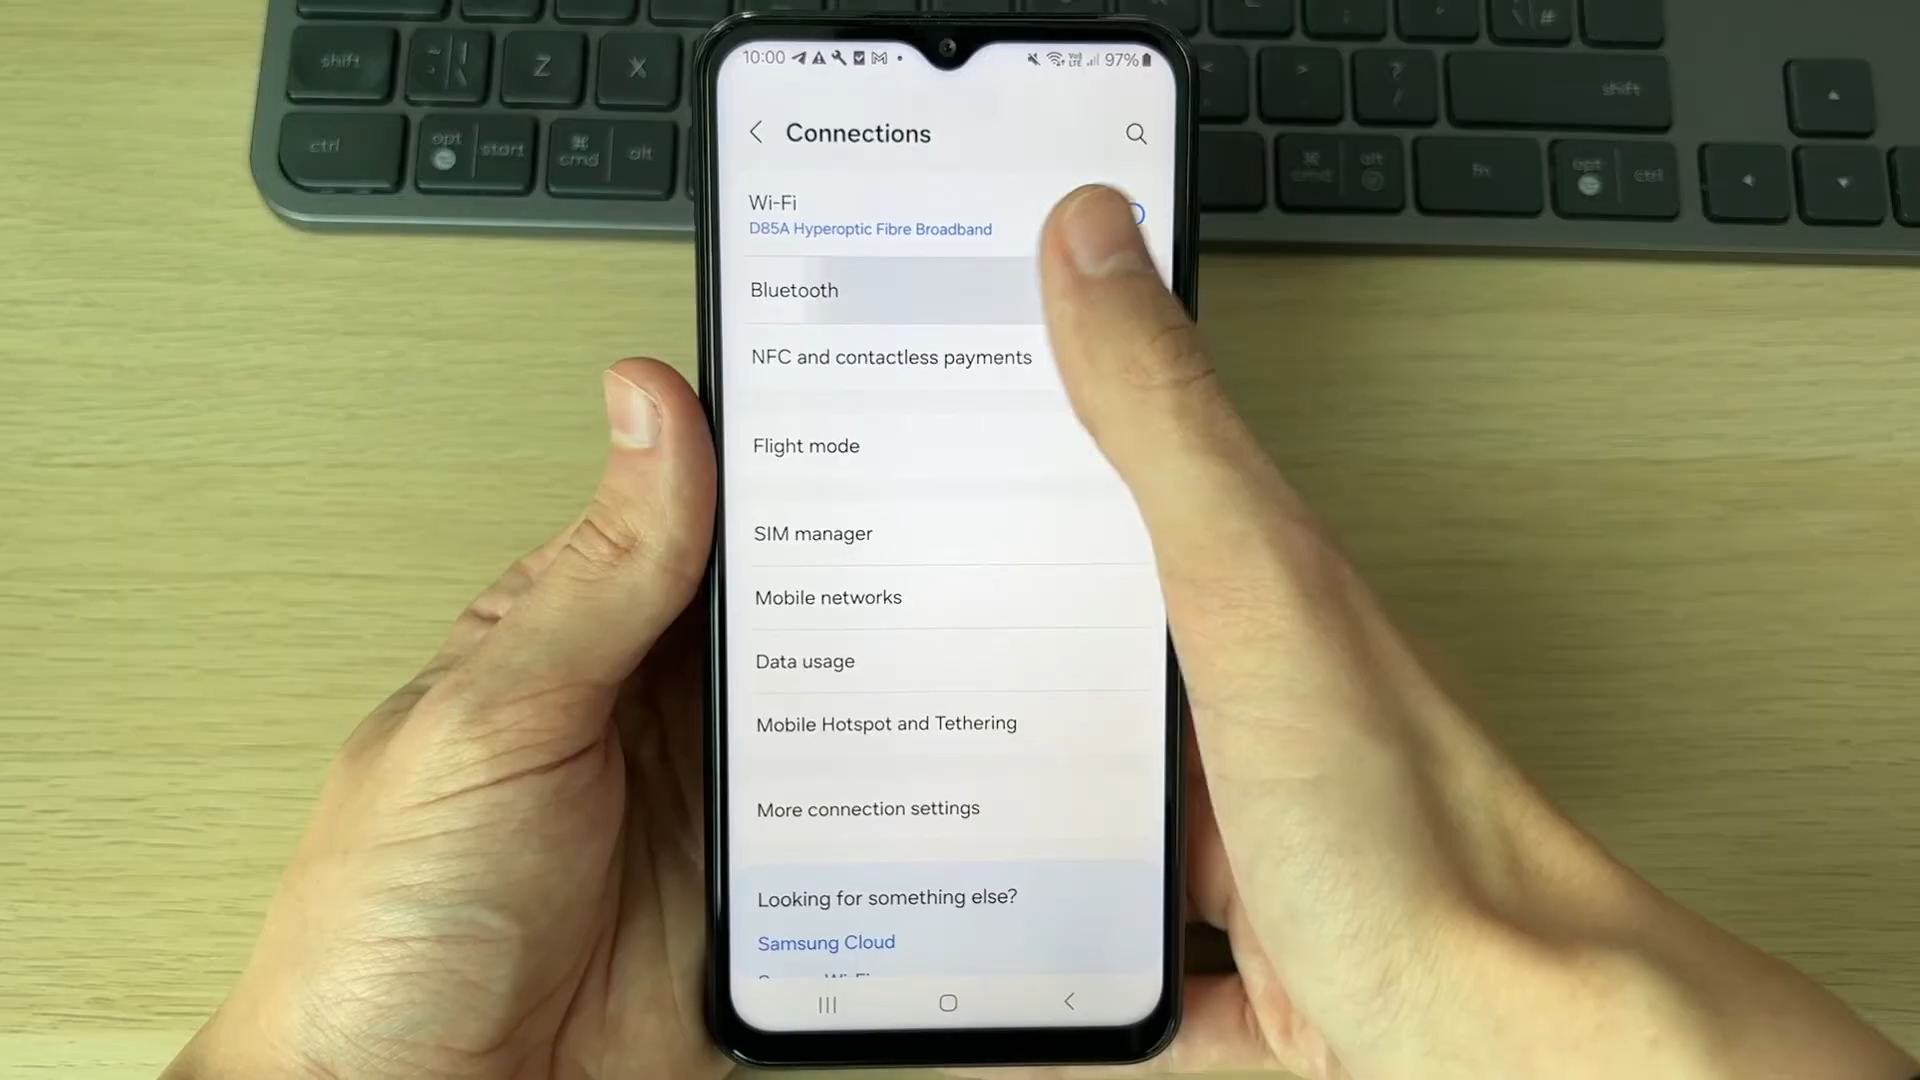 shift
Z
X
ctrl
opt
start
⌘
cmd
alt
shift
⌘
cmd
alt
fn
opt
ctrl
10:00
97%
Connections
Wi-Fi
D85A Hyperoptic Fibre Broadband
Bluetooth
NFC and contactless payments
Flight mode
SIM manager
Mobile networks
Data usage
Mobile Hotspot and Tethering
More connection settings
Looking for something else?
Samsung Cloud